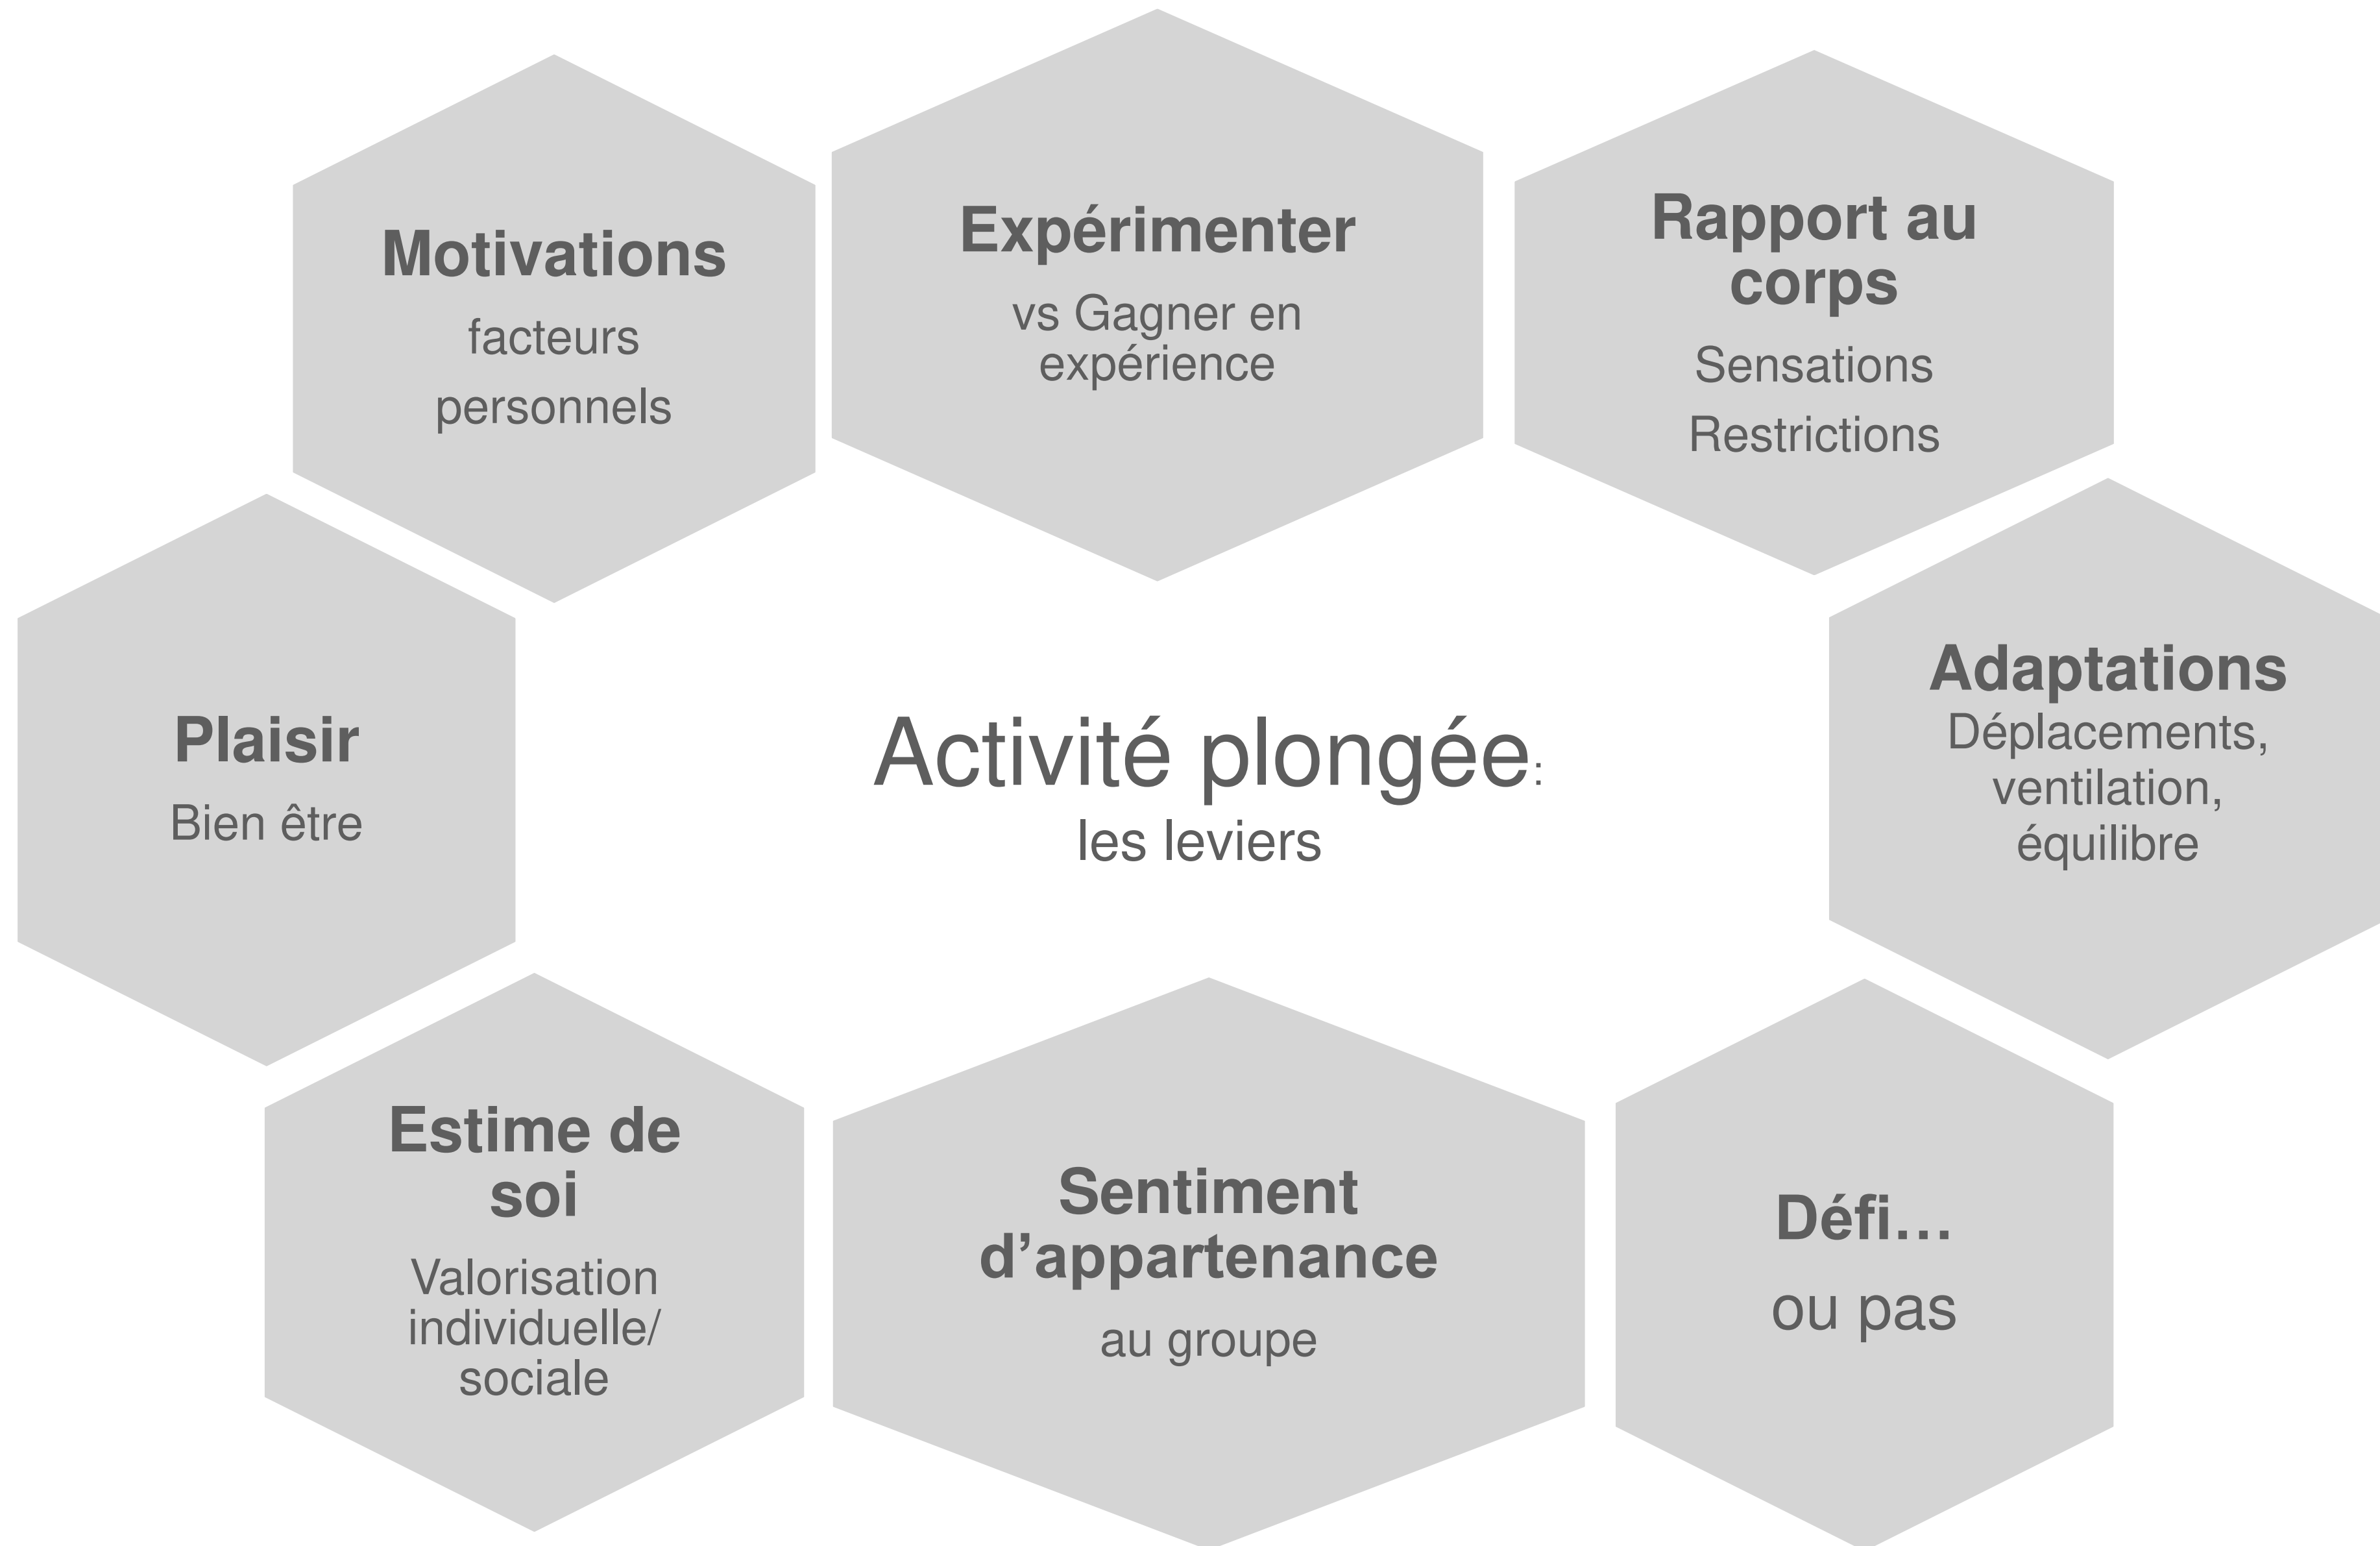 Motivations
facteurs
personnels
Expérimenter
vs Gagner en
expérience
Rapport au
corps
Sensations
Restrictions
Plaisir
Bien être
Activité plongée:
les leviers
Adaptations
Déplacements,
ventilation,
équilibre
Estime de
soi
Valorisation
individuelle/
sociale
Sentiment
d’appartenance
au groupe
Défi…
ou pas